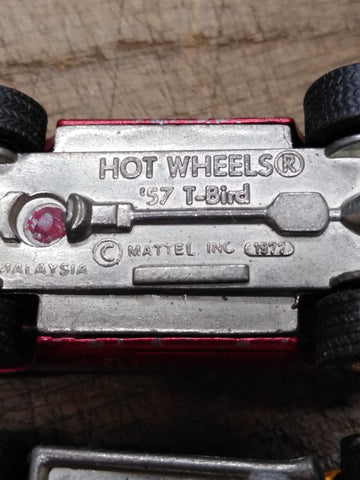 HOT WHEELS®
'57 T-Bird
© MATTEL INC 1977
MALAYSIA